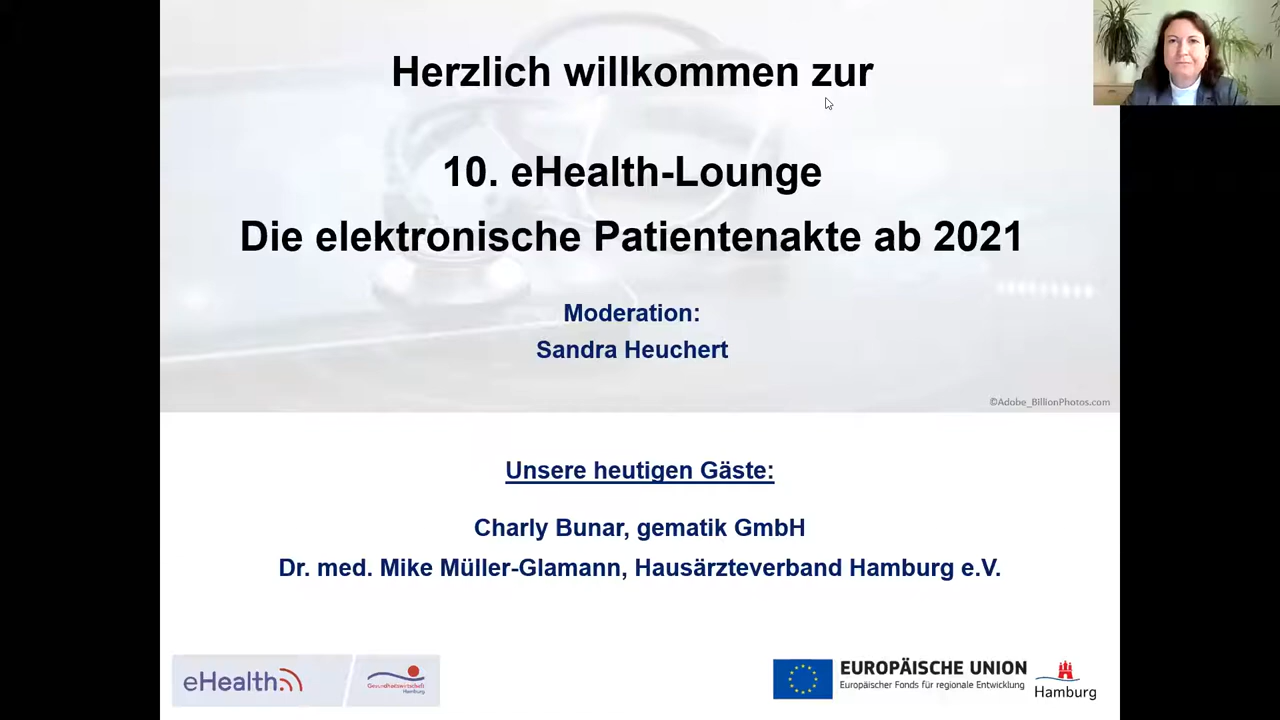 Herzlich willkommen zur
10. eHealth-Lounge
Die elektronische Patientenakte ab 2021
Moderation:
Sandra Heuchert
©Adobe_BillionPhotos.com
Unsere heutigen Gäste:
Charly Bunar, gematik GmbH
Dr. med. Mike Müller-Glamann, Hausärzteverband Hamburg e.V.
eHealth
Gesundheitswirtschaft
Hamburg
EUROPÄISCHE UNION
Europäischer Fonds für regionale Entwicklung
Hamburg